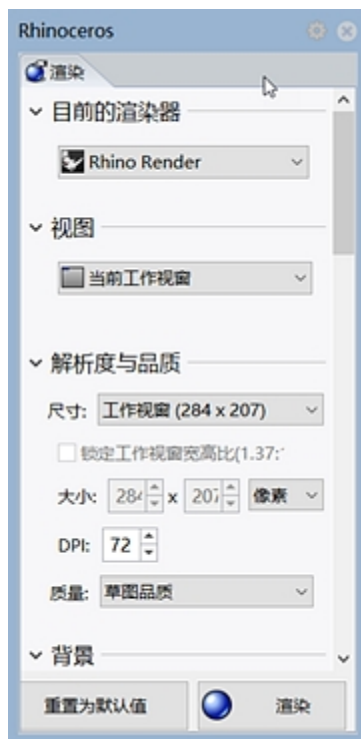 Rhinoceros
渲染
目前的渲染器
Rhino Render
视图
当前工作视窗
解析度与品质
尺寸: 工作视窗 (284 x 207)
锁定工作视窗宽高比(1.37:
大小: 284 x 207 像素
DPI: 72
质量: 草图品质
背景
重置为默认值 渲染